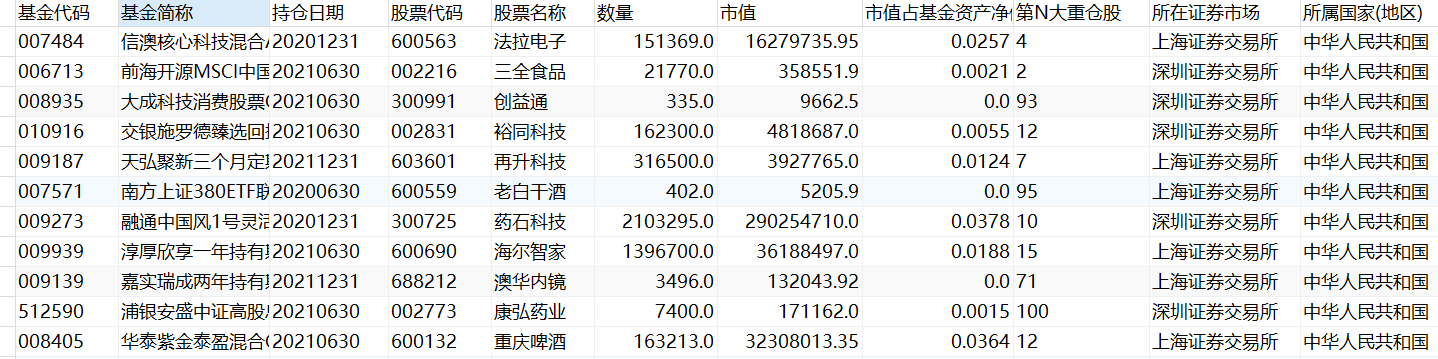 基金代码 基金简称 持仓日期 股票代码 股票名称 数量 市值 市值占基金资产净 第N大重仓股 所在证券市场 所属国家(地区)
007484 信澳核心科技混合A 20201231 600563 法拉电子 151369.0 16279735.95 0.0257 4 上海证券交易所 中华人民共和国
006713 前海开源MSCI中国 20210630 002216 三全食品 21770.0 358551.9 0.0021 2 深圳证券交易所 中华人民共和国
008935 大成科技消费股票C 20210630 300991 创益通 335.0 9662.5 0.0 93 深圳证券交易所 中华人民共和国
010916 交银施罗德臻选回报 20210630 002831 裕同科技 162300.0 4818687.0 0.0055 12 深圳证券交易所 中华人民共和国
009187 天弘聚新三个月定期 20211231 603601 再升科技 316500.0 3927765.0 0.0124 7 上海证券交易所 中华人民共和国
007571 南方上证380ETF联 20200630 600559 老白干酒 402.0 5205.9 0.0 95 上海证券交易所 中华人民共和国
009273 融通中国风1号灵活 20201231 300725 药石科技 2103295.0 290254710.0 0.0378 10 深圳证券交易所 中华人民共和国
009939 淳厚欣享一年持有期 20210630 600690 海尔智家 1396700.0 36188497.0 0.0188 15 上海证券交易所 中华人民共和国
009139 嘉实瑞成两年持有期 20211231 688212 澳华内镜 3496.0 132043.92 0.0 71 上海证券交易所 中华人民共和国
512590 浦银安盛中证高股息 20210630 002773 康弘药业 7400.0 171162.0 0.0015 100 深圳证券交易所 中华人民共和国
008405 华泰紫金泰盈混合C 20210630 600132 重庆啤酒 163213.0 32308013.35 0.0364 12 上海证券交易所 中华人民共和国